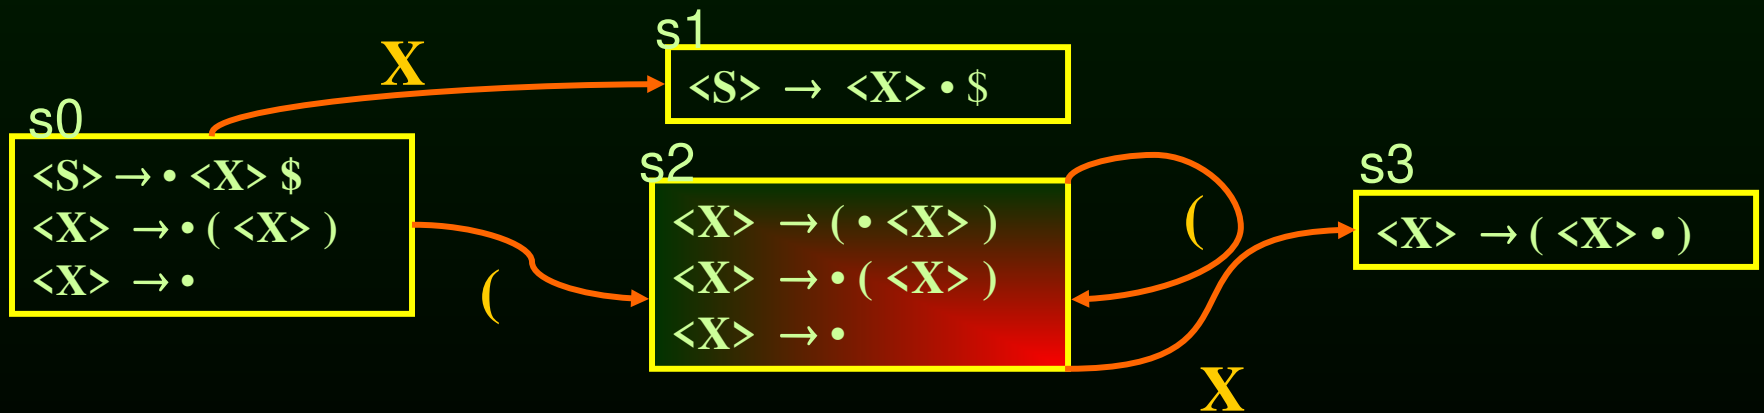 s0
<S> → • <X> $
<X> → • ( <X> )
<X> → •
X
s1
<S> → <X> • $
(
s2
<X> → ( • <X> )
<X> → • ( <X> )
<X> → •
(
X
s3
<X> → ( <X> • )